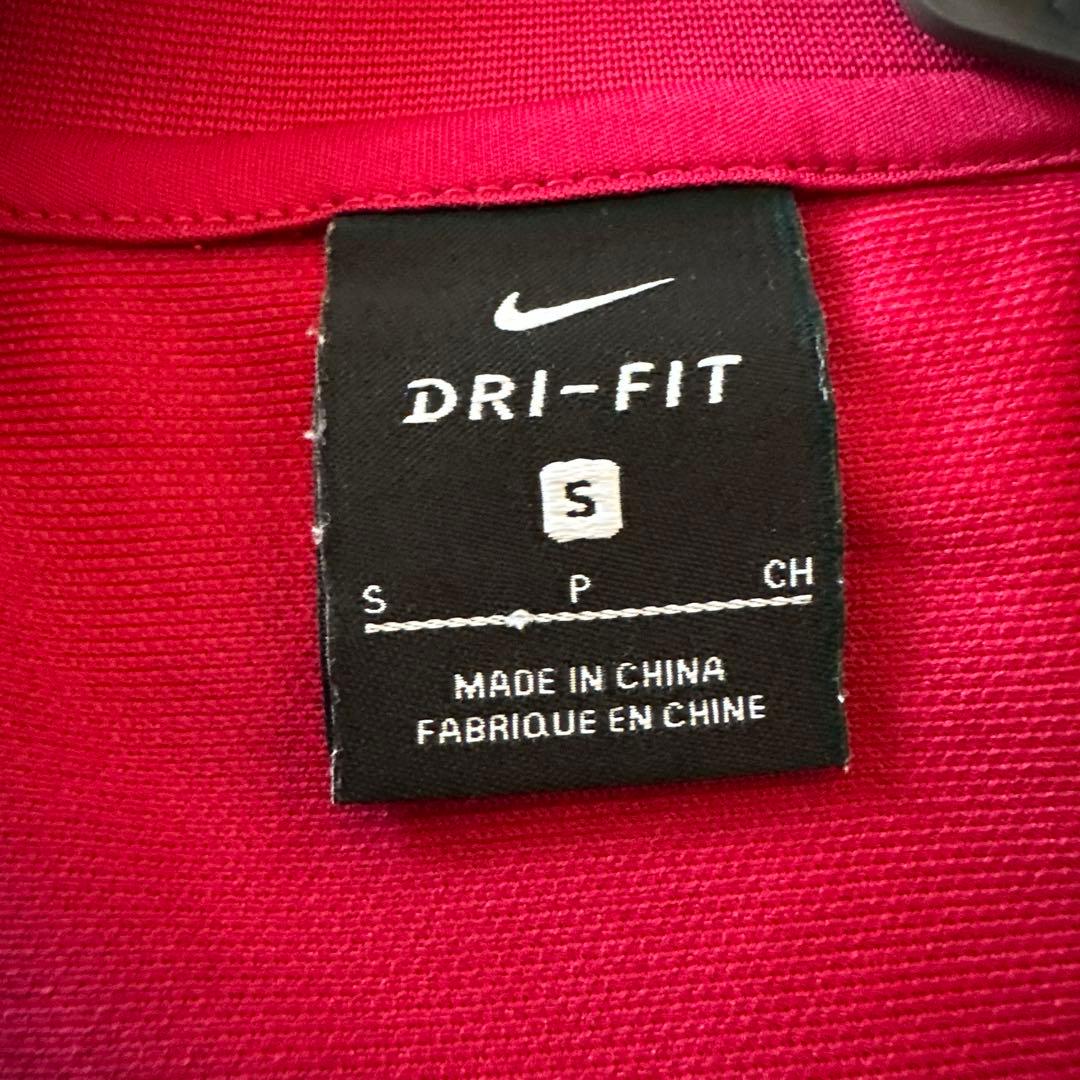 DRI-FIT
S
S P CH
MADE IN CHINA
FABRIQUE EN CHINE